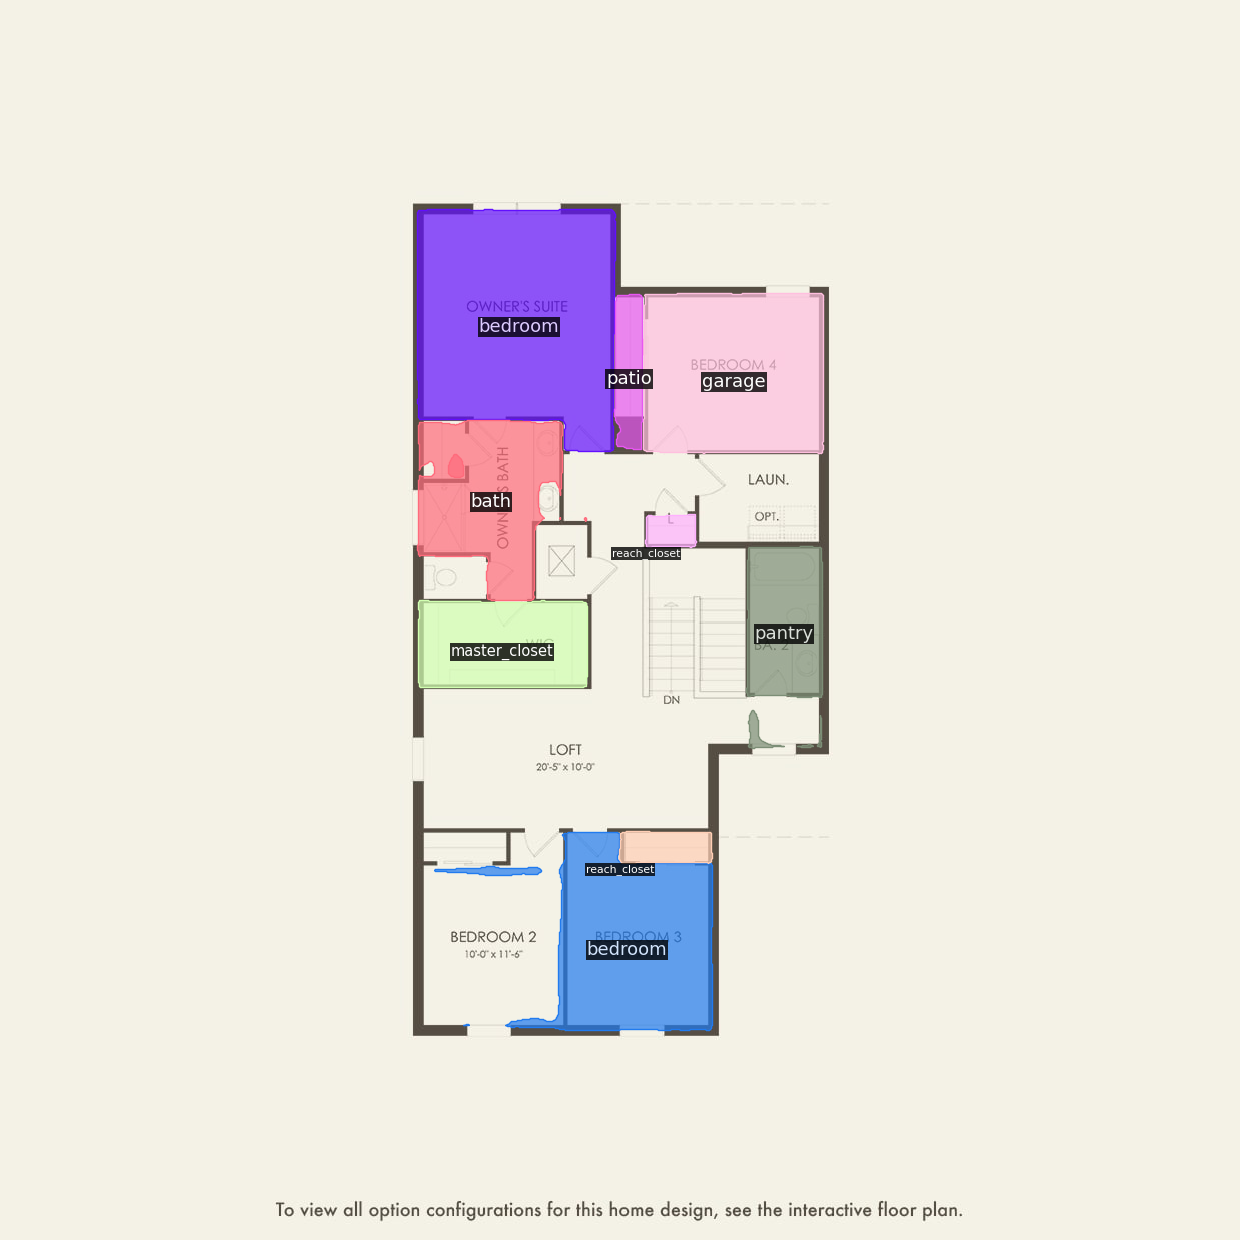 OWNER'S SUITE
bedroom
BEDROOM 4
patio
garage
OWNER'S BATH
bath
LAUN.
OPT.
L
reach_closet
pantry
BA. 2
WIC
master_closet
DN
LOFT
20'-5" x 10'-0"
reach_closet
BEDROOM 2
10'-0" x 11'-6"
BEDROOM 3
bedroom
To view all option configurations for this home design, see the interactive floor plan.